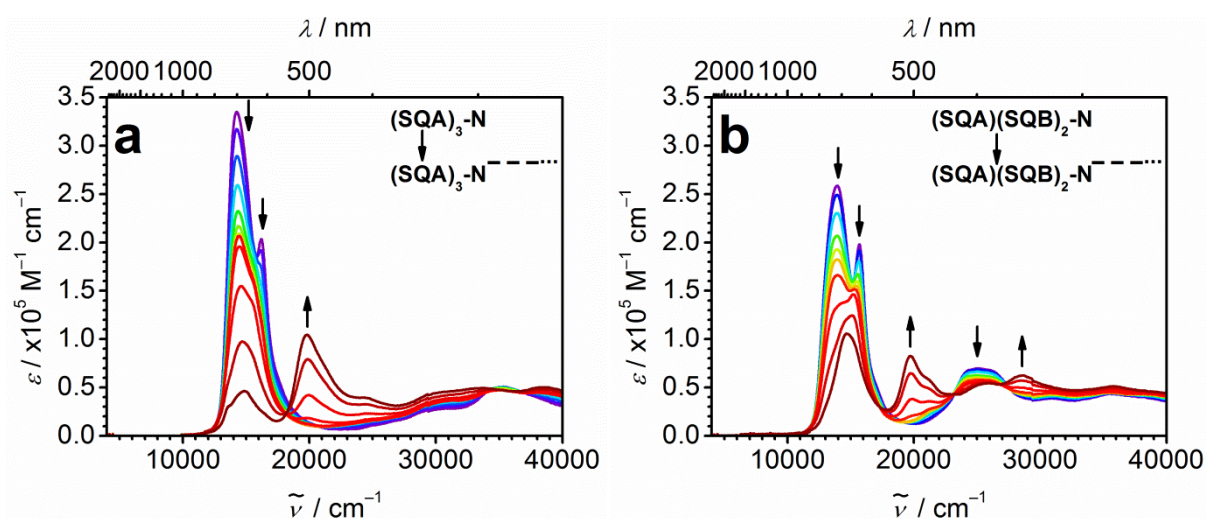 λ / nm
2000 1000 500
a
(SQA)₃-N
(SQA)₃-N
3.5
3.0
2.5
2.0
1.5
1.0
0.5
0.0
ε / x10⁵ M⁻¹ cm⁻¹
10000 20000 30000 40000
ṽ / cm⁻¹
λ / nm
2000 1000 500
b
(SQA)(SQB)₂-N
(SQA)(SQB)₂-N
3.5
3.0
2.5
2.0
1.5
1.0
0.5
0.0
ε / x10⁵ M⁻¹ cm⁻¹
10000 20000 30000 40000
ṽ / cm⁻¹